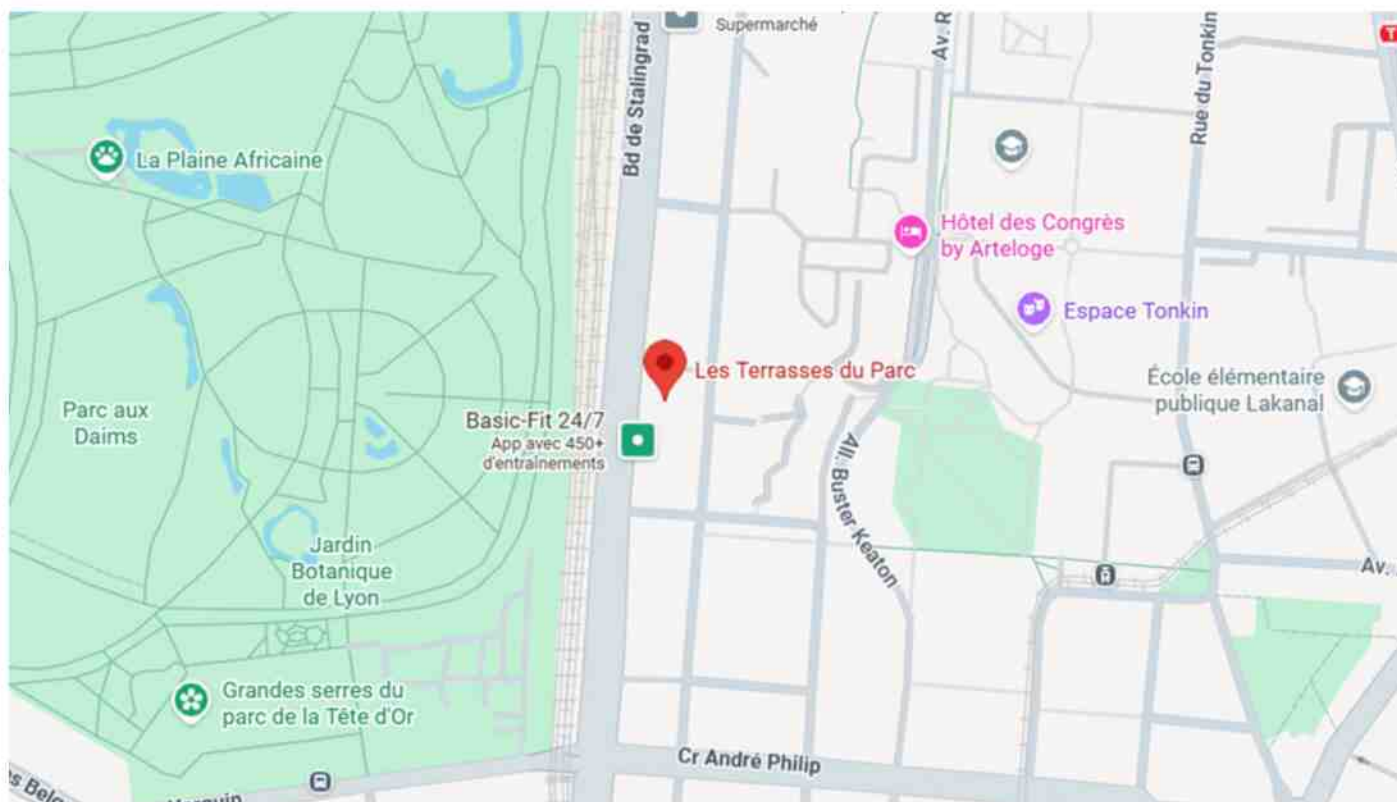 Supermarché
Bd de Stalingrad
Av. R
Rue du Tonkin
T
La Plaine Africaine
Hôtel des Congrès
by Arteloge
Espace Tonkin
Les Terrasses du Parc
École élémentaire
publique Lakanal
Parc aux
Daims
Basic-Fit 24/7
App avec 450+
d'entraînements
All. Buster Keaton
Jardin
Botanique
de Lyon
Av.
Grandes serres du
parc de la Tête d'Or
Cr André Philip
s Belg